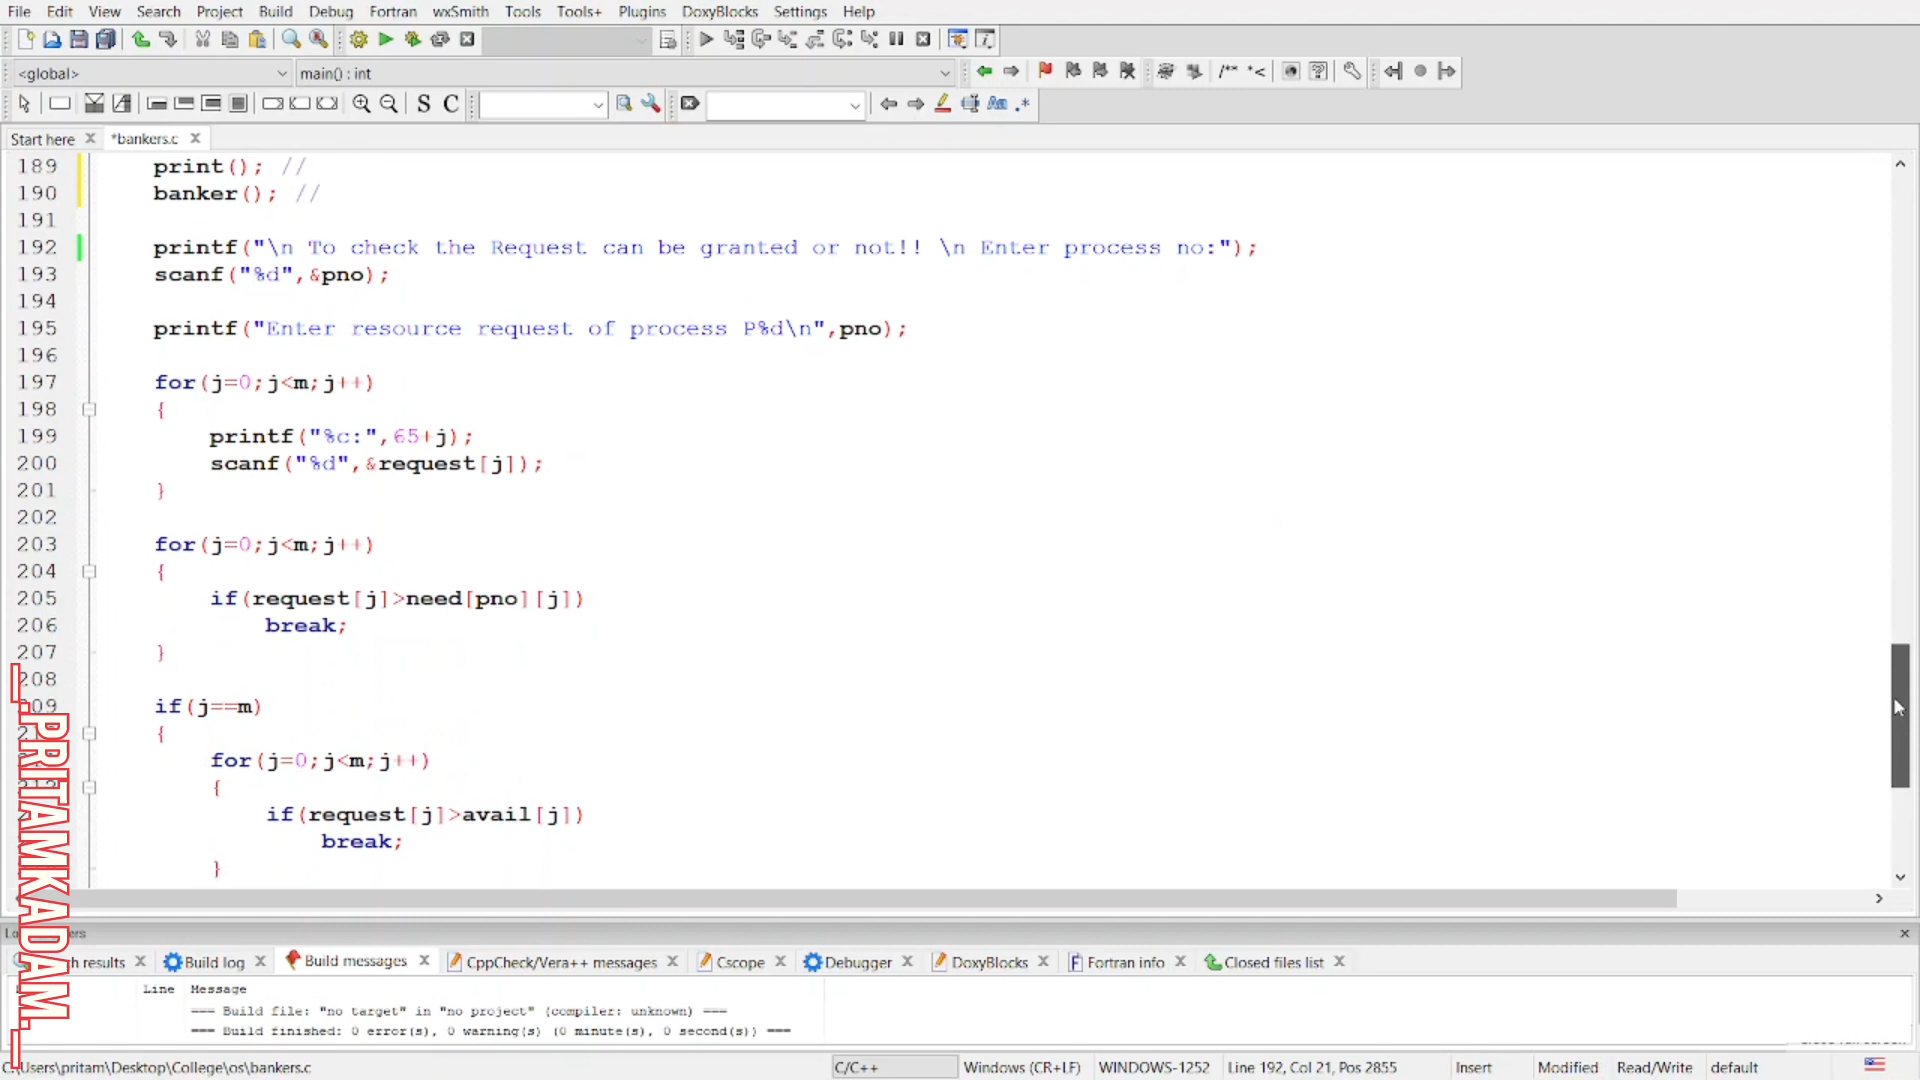 File Edit View Search Project Build Debug Fortran wxSmith Tools Tools+ Plugins DoxyBlocks Settings Help
<global> main() : int
S C
Start here *bankers.c
189 print(); //
190 banker(); //
191
192 printf("\n To check the Request can be granted or not!! \n Enter process no:");
193 scanf("%d",&pno);
194
195 printf("Enter resource request of process P%d\n",pno);
196
197 for(j=0;j<m;j++)
198 {
199 printf("%c:",65+j);
200 scanf("%d",&request[j]);
201 }
202
203 for(j=0;j<m;j++)
204 {
205 if(request[j]>need[pno][j])
206 break;
207 }
208
209 if(j==m)
{
for(j=0;j<m;j++)
{
if(request[j]>avail[j])
break;
}
_.PRITAMKADAM._
Build log Build messages CppCheck/Vera++ messages Cscope Debugger DoxyBlocks Fortran info Closed files list
Line Message
=== Build file: "no target" in "no project" (compiler: unknown) ===
=== Build finished: 0 error(s), 0 warning(s) (0 minute(s), 0 second(s)) ===
C:\Users\pritam\Desktop\College\os\bankers.c C/C++ Windows (CR+LF) WINDOWS-1252 Line 192, Col 21, Pos 2855 Insert Modified Read/Write default